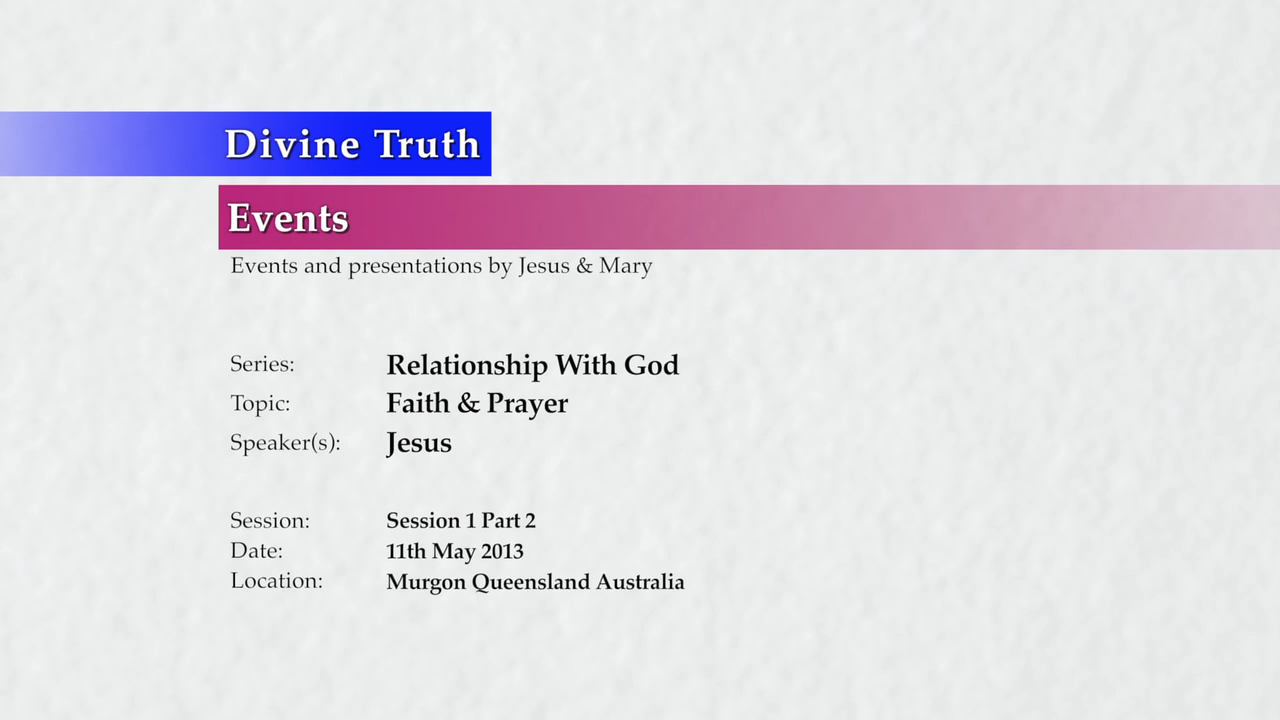 Divine Truth
Events
Events and presentations by Jesus & Mary
Series: Relationship With God
Topic: Faith & Prayer
Speaker(s): Jesus
Session: Session 1 Part 2
Date: 11th May 2013
Location: Murgon Queensland Australia